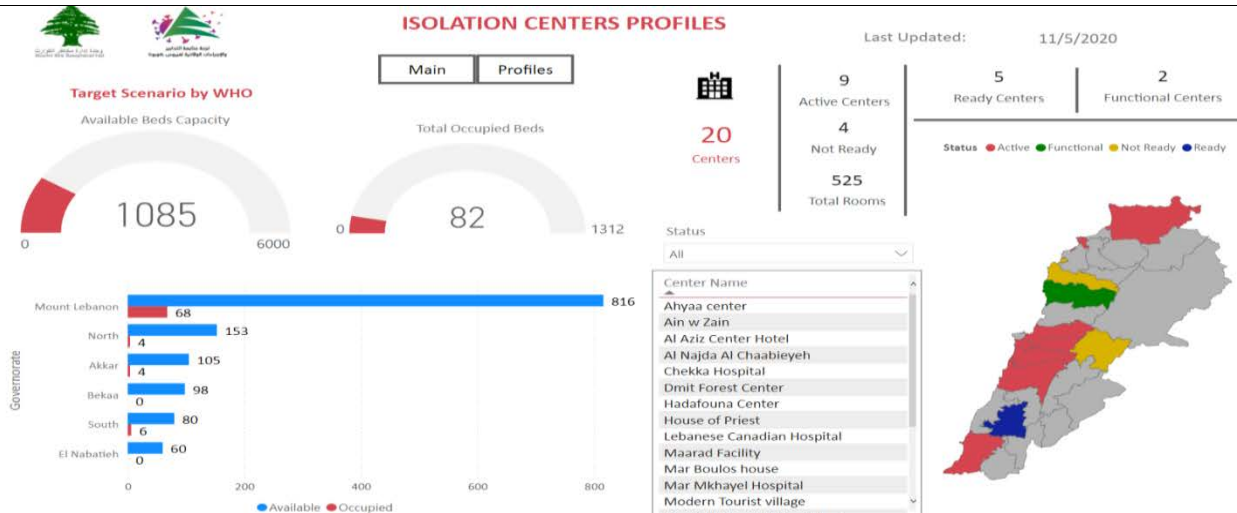 ISOLATION CENTERS PROFILES
Last Updated: 11/5/2020
Main
Profiles
Target Scenario by WHO
Available Beds Capacity
1085
0
6000
Total Occupied Beds
82
0
1312
20
Centers
9
Active Centers
4
Not Ready
525
Total Rooms
5
Ready Centers
2
Functional Centers
Status Active Functional Not Ready Ready
Status
All
Center Name
Ahyaa center
Ain w Zain
Al Aziz Center Hotel
Al Najda Al Chaabieyeh
Chekka Hospital
Dmit Forest Center
Hadafouna Center
House of Priest
Lebanese Canadian Hospital
Maarad Facility
Mar Boulos house
Mar Mkhayel Hospital
Modern Tourist village
Governorate
Mount Lebanon 816
68
North 153
4
Akkar 105
4
Bekaa 98
0
South 80
6
El Nabatieh 60
0
0 200 400 600 800
Available Occupied